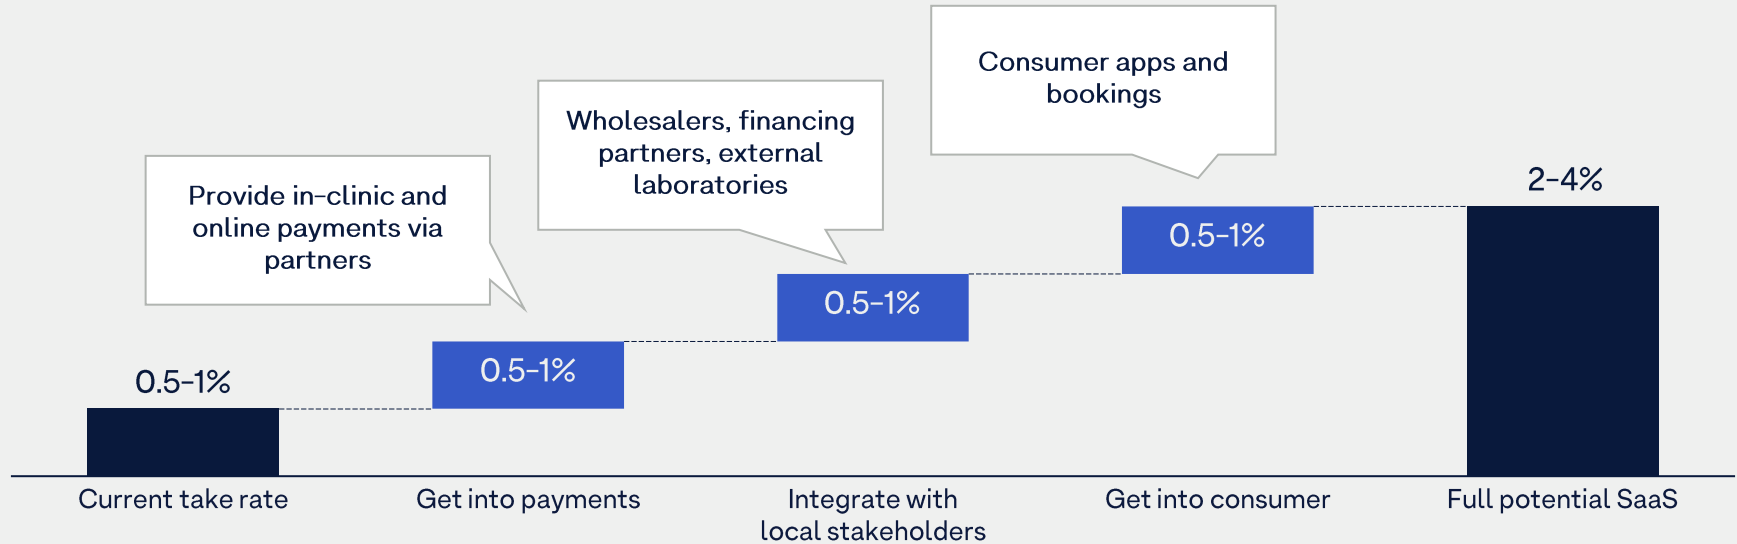 Consumer apps and
bookings
Wholesalers, financing
partners, external
laboratories
Provide in-clinic and
online payments via
partners
0.5-1%
0.5-1%
0.5-1%
0.5-1%
2-4%
Current take rate
Get into payments
Integrate with
local stakeholders
Get into consumer
Full potential SaaS